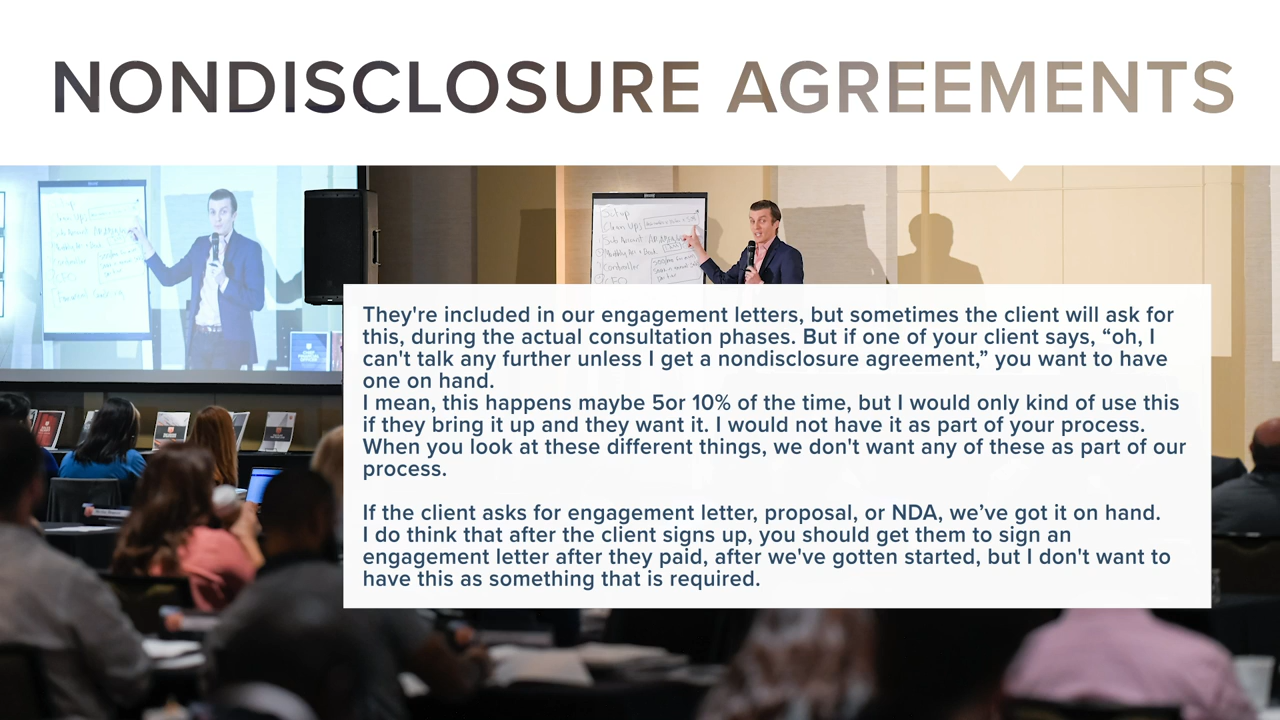 NONDISCLOSURE AGREEMENTS
Setup
Clean Ups
They're included in our engagement letters, but sometimes the client will ask for
this, during the actual consultation phases. But if one of your client says, “oh, I
can't talk any further unless I get a nondisclosure agreement,” you want to have
one on hand.
I mean, this happens maybe 5or 10% of the time, but I would only kind of use this
if they bring it up and they want it. I would not have it as part of your process.
When you look at these different things, we don't want any of these as part of our
process.
If the client asks for engagement letter, proposal, or NDA, we’ve got it on hand.
I do think that after the client signs up, you should get them to sign an
engagement letter after they paid, after we've gotten started, but I don't want to
have this as something that is required.